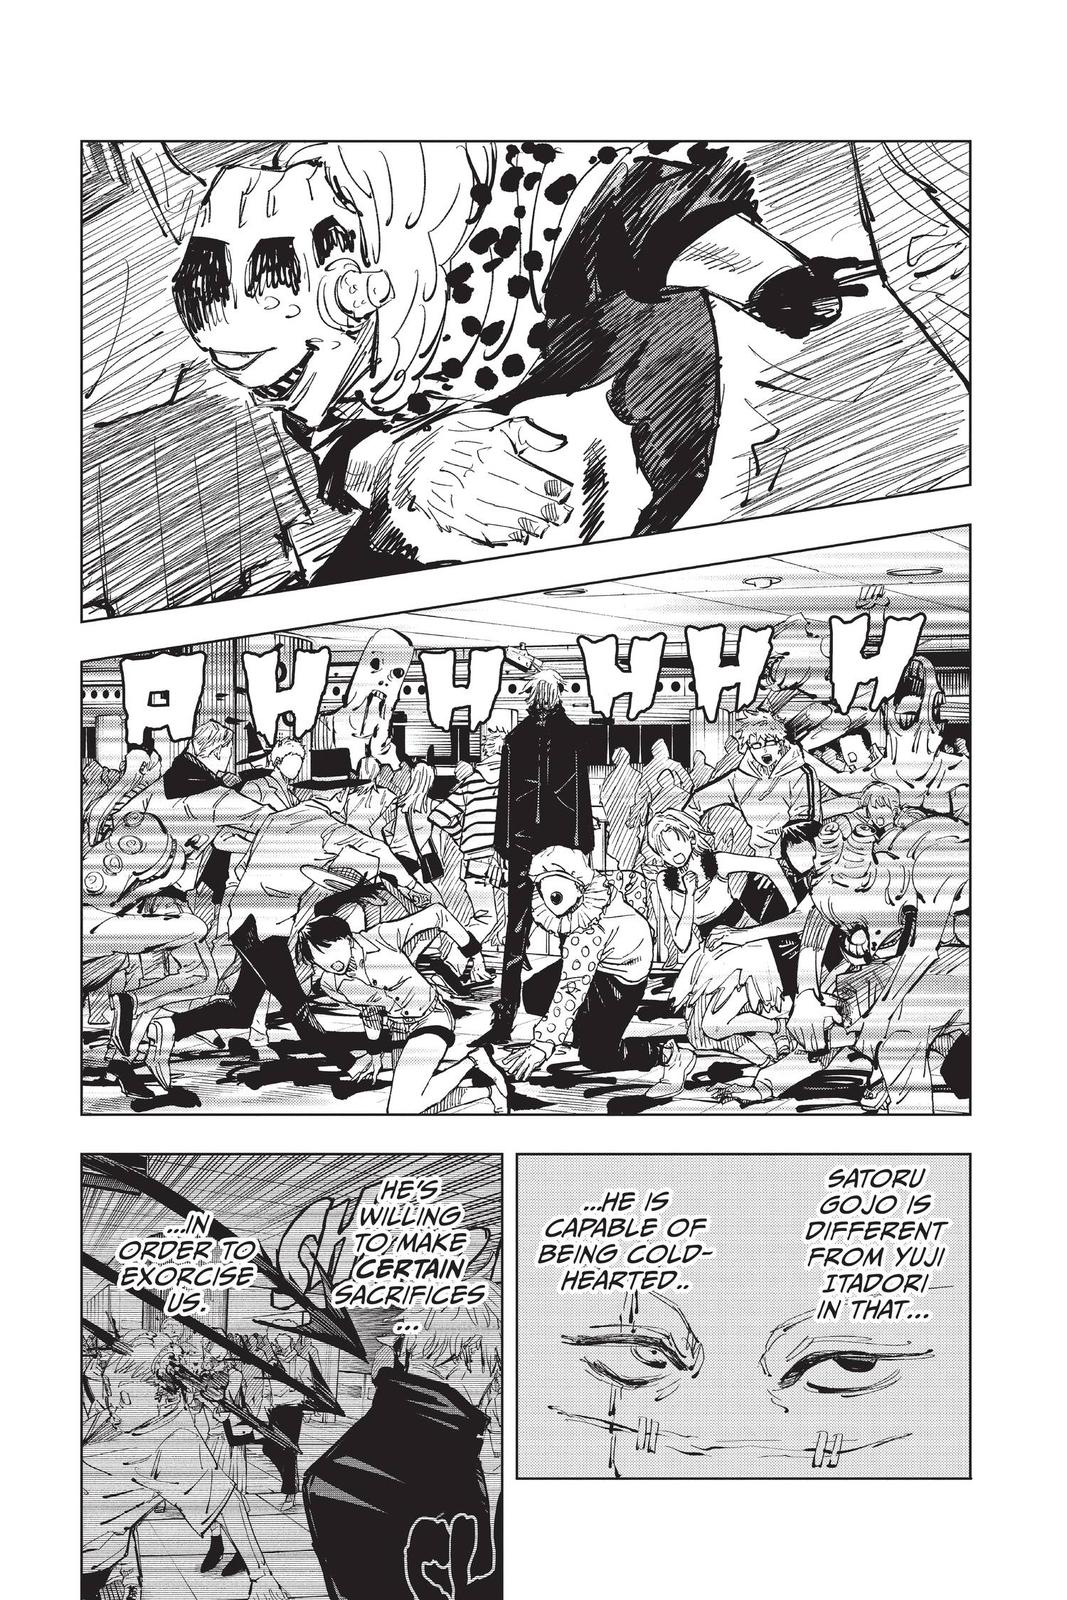 AHHHHH
SATORU
GOJO IS
DIFFERENT
FROM YUJI
ITADORI
IN THAT...
...HE IS
CAPABLE OF
BEING COLD-
HEARTED..
HE'S
WILLING
TO MAKE
CERTAIN
SACRIFICES
...
...IN
ORDER TO
EXORCISE
US.